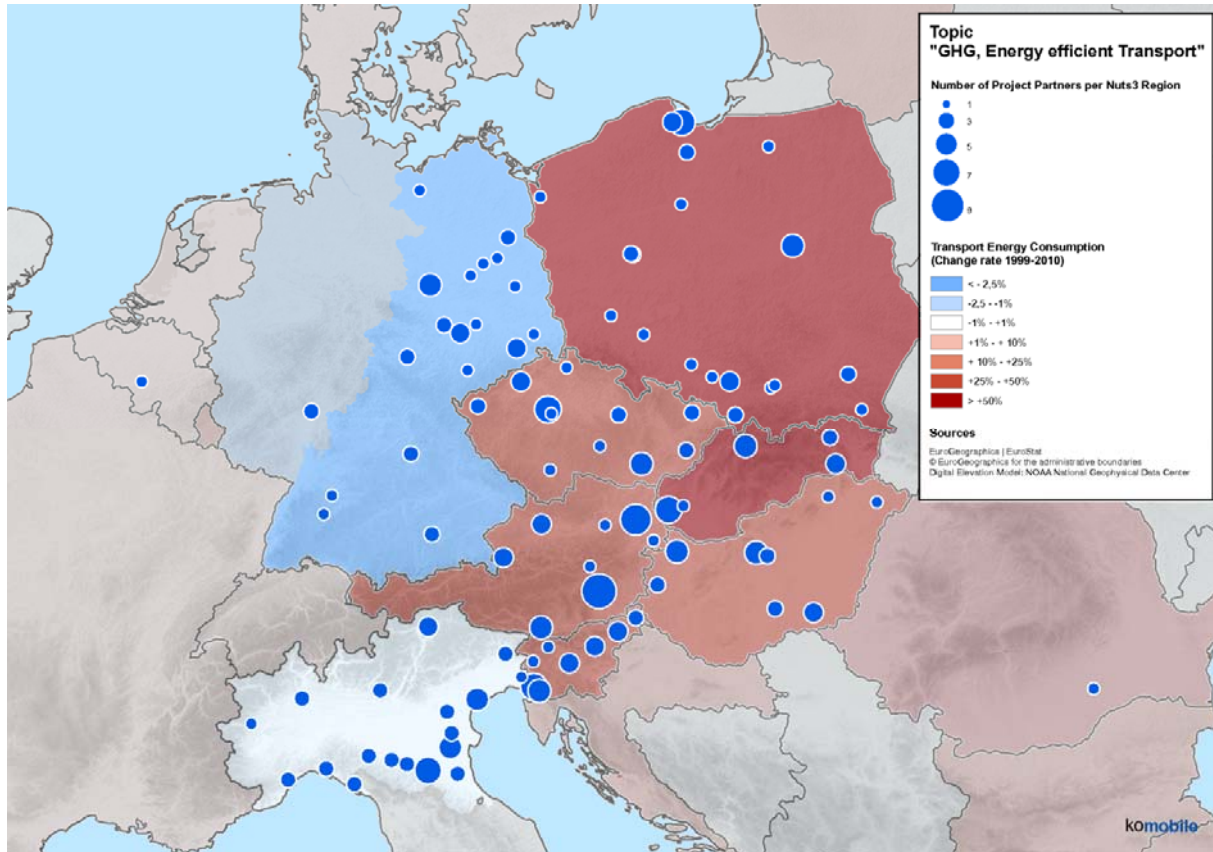 Topic
"GHG, Energy efficient Transport"
Number of Project Partners per Nuts3 Region
1
3
5
7
9
Transport Energy Consumption
(Change rate 1999-2010)
< - 2,5%
-2,5 - -1%
-1% - +1%
+1% - + 10%
+ 10% - +25%
+25% - +50%
> +50%
Sources
EuroGeographics | EuroStat
© EuroGeographics for the administrative boundaries
Digital Elevation Model: NOAA National Geophysical Data Center
komobile